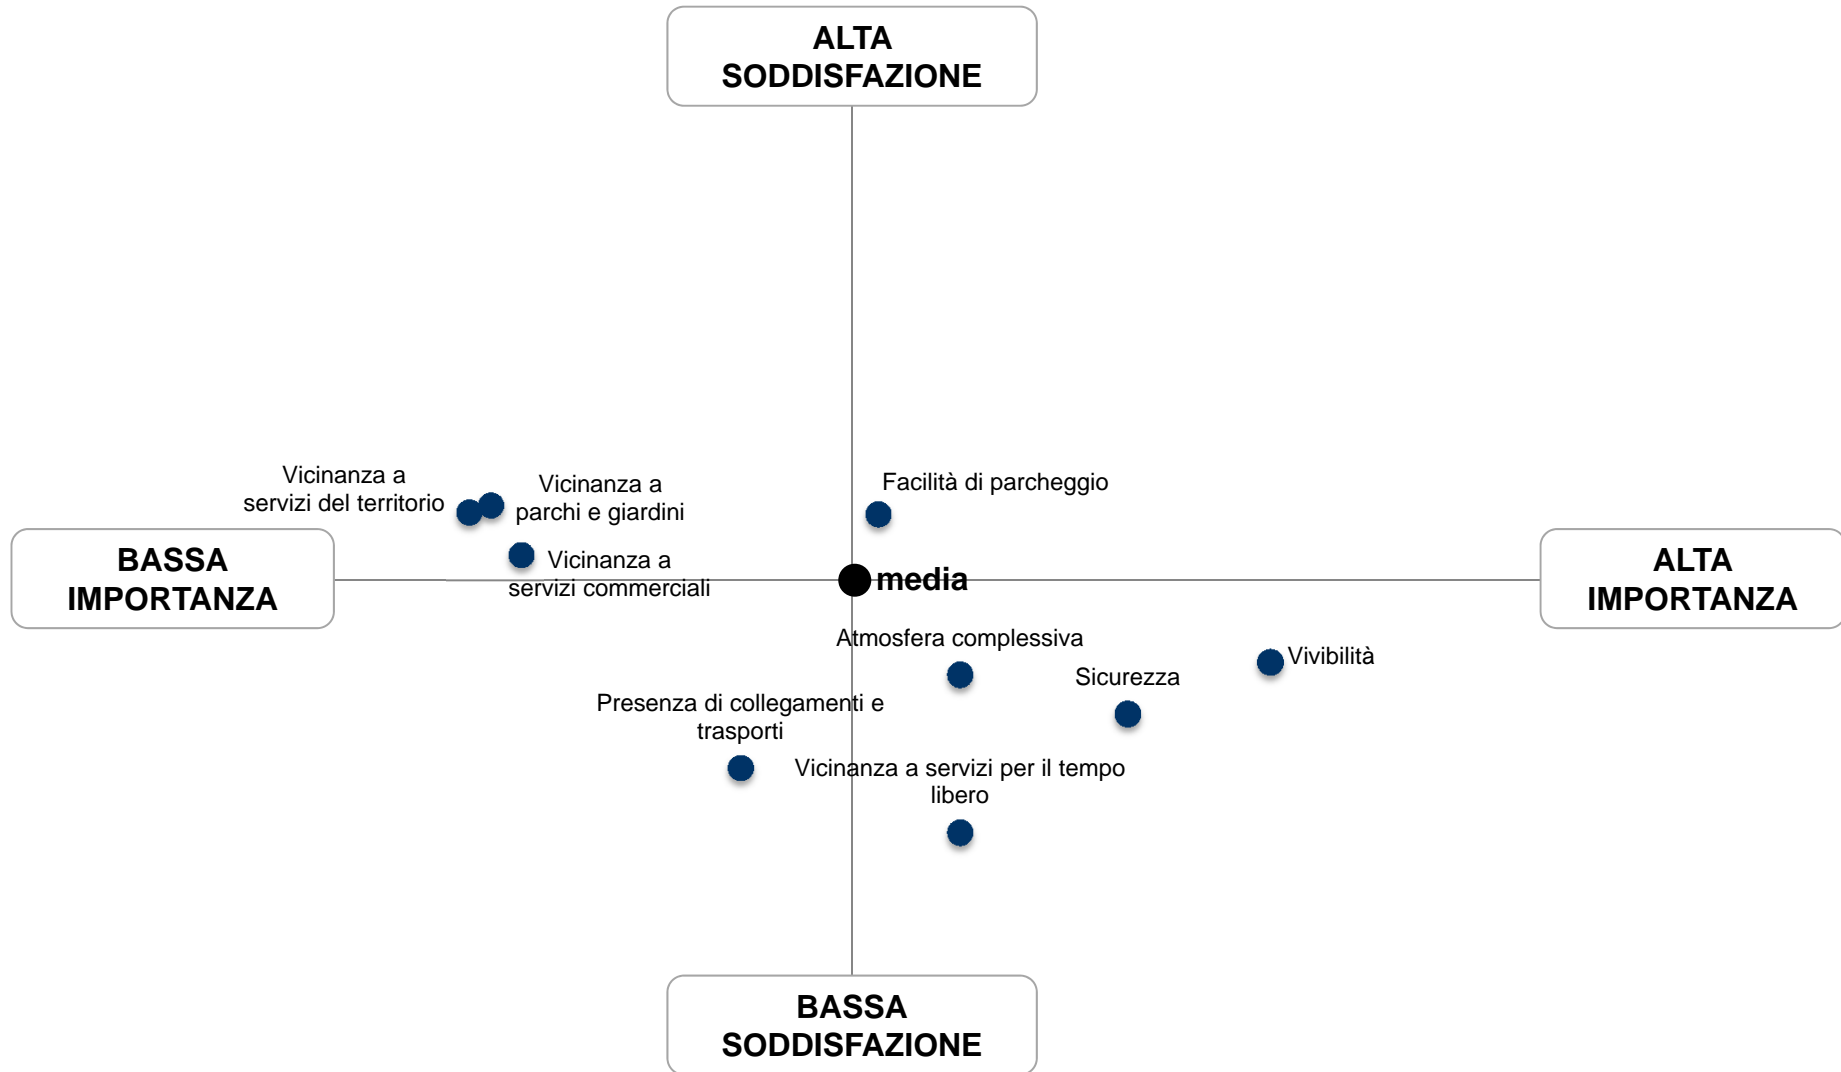 ALTA
SODDISFAZIONE
Vicinanza a
servizi del territorio
Vicinanza a
parchi e giardini
Facilità di parcheggio
BASSA
IMPORTANZA
Vicinanza a
servizi commerciali
media
ALTA
IMPORTANZA
Atmosfera complessiva
Vivibilità
Sicurezza
Presenza di collegamenti e
trasporti
Vicinanza a servizi per il tempo
libero
BASSA
SODDISFAZIONE